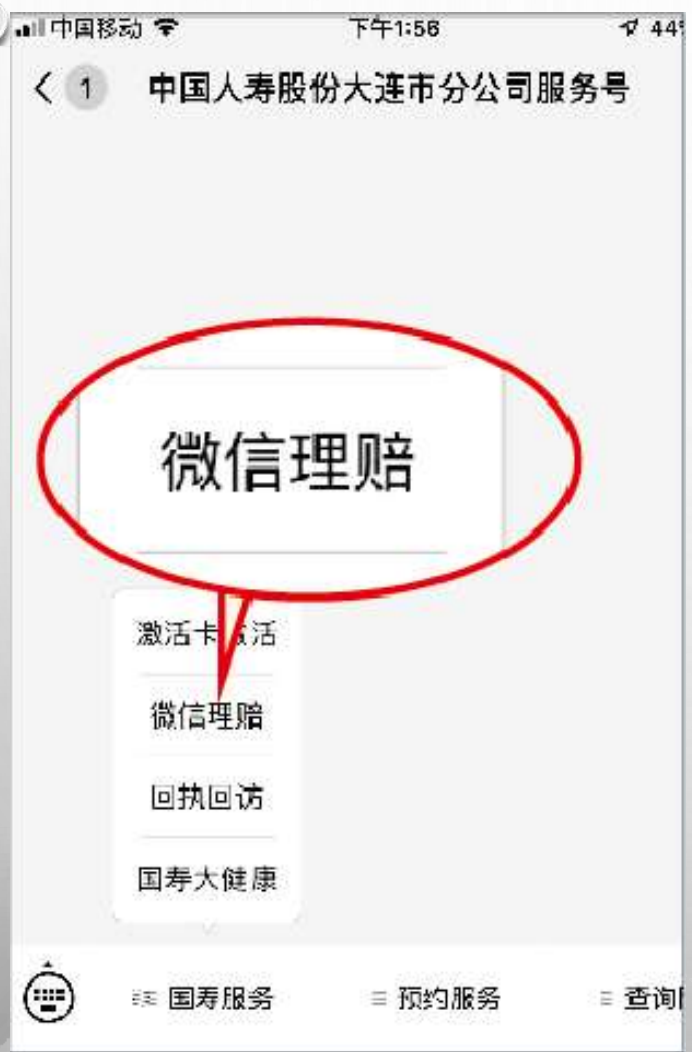 中国移动 下午1:56 44
1 中国人寿股份大连市分公司服务号
微信理赔
激活卡激活
微信理赔
回执回访
国寿大健康
国寿服务 预约服务 查询